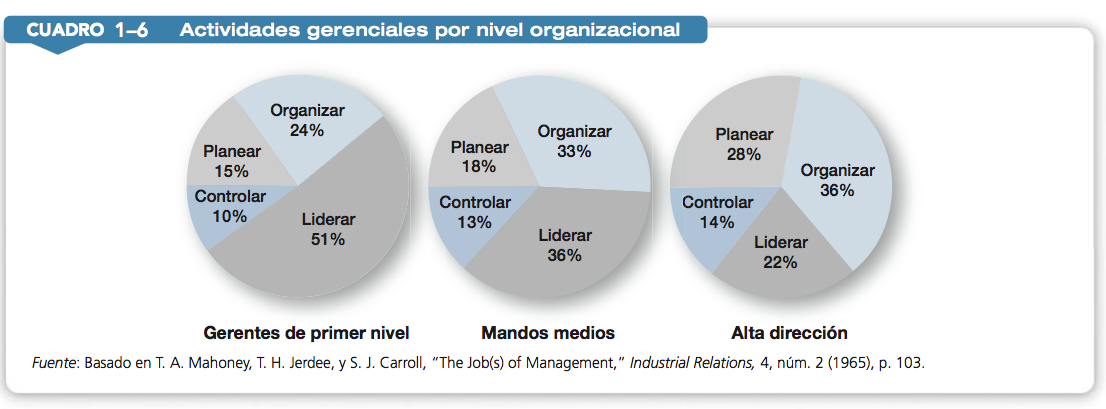 CUADRO 1–6 Actividades gerenciales por nivel organizacional
Organizar
24%
Planear
15%
Controlar
10%
Liderar
51%
Gerentes de primer nivel
Organizar
33%
Planear
18%
Controlar
13%
Liderar
36%
Mandos medios
Planear
28%
Organizar
36%
Controlar
14%
Liderar
22%
Alta dirección
Fuente: Basado en T. A. Mahoney, T. H. Jerdee, y S. J. Carroll, “The Job(s) of Management,” Industrial Relations, 4, núm. 2 (1965), p. 103.